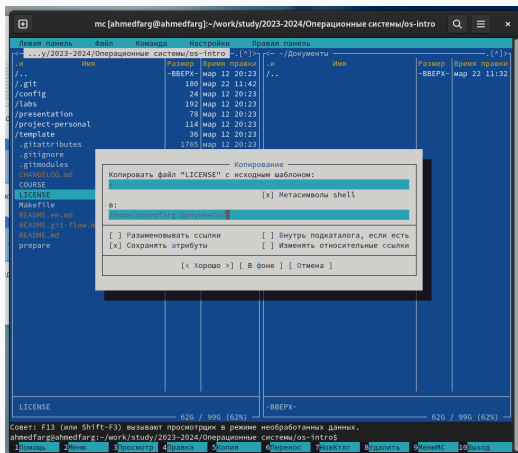 mc [ahmedfarg@ahmedfarg]:~/work/study/2023-2024/Операционные системы/os-intro
Левая панель Файл Команда Настройки Правая панель
<— ...у/2023-2024/Операционные системы/os-intro —.[^]>
<— ~/Документы —.[^]>
.и Имя Размер Время правки
.и Имя Размер Время правки
/.. -ВВЕРХ- мар 12 20:23
/.. -ВВЕРХ- мар 22 11:32
/.git 180 мар 22 11:42
/config 24 мар 12 20:23
/labs 192 мар 12 20:23
/presentation 78 мар 12 20:23
/project-personal 114 мар 12 20:23
/template 36 мар 12 20:23
.gitattributes 1765 мар 12 20:23
.gitignore
.gitmodules
CHANGELOG.md
COURSE
LICENSE
Makefile
README.en.md
README.git-flow.m
README.md
prepare
Копирование
Копировать файл "LICENSE" с исходным шаблоном:
*
[x] Метасимволы shell
в:
/home/ahmedfarg/Документы/
[ ] Разыменовывать ссылки [ ] Внутрь подкаталога, если есть
[x] Сохранять атрибуты [ ] Изменять относительные ссылки
[< Хорошо >] [ В фоне ] [ Отмена ]
LICENSE
-ВВЕРХ-
62G / 99G (62%)
62G / 99G (62%)
Совет: F13 (или Shift-F3) вызывают просмотрщик в режиме необработанных данных.
ahmedfarg@ahmedfarg:~/work/study/2023-2024/Операционные системы/os-intro$
1Помощь 2Меню 3Просмотр 4Правка 5Копия 6Перенос 7НовКтлг 8Удалить 9МенюMC 10Выход